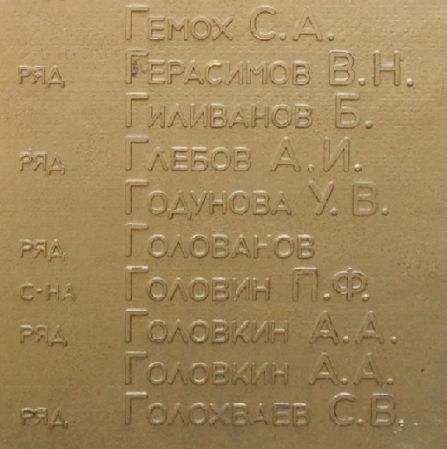 Гемох С.А.
ряд Герасимов В.Н.
Гиливанов Б.
ряд Глебов А.И.
Годунова У.В.
ряд Голованов
с-на Головин П.Ф.
ряд Головкин А.А.
Головкин А.А.
ряд Голохваев С.В.